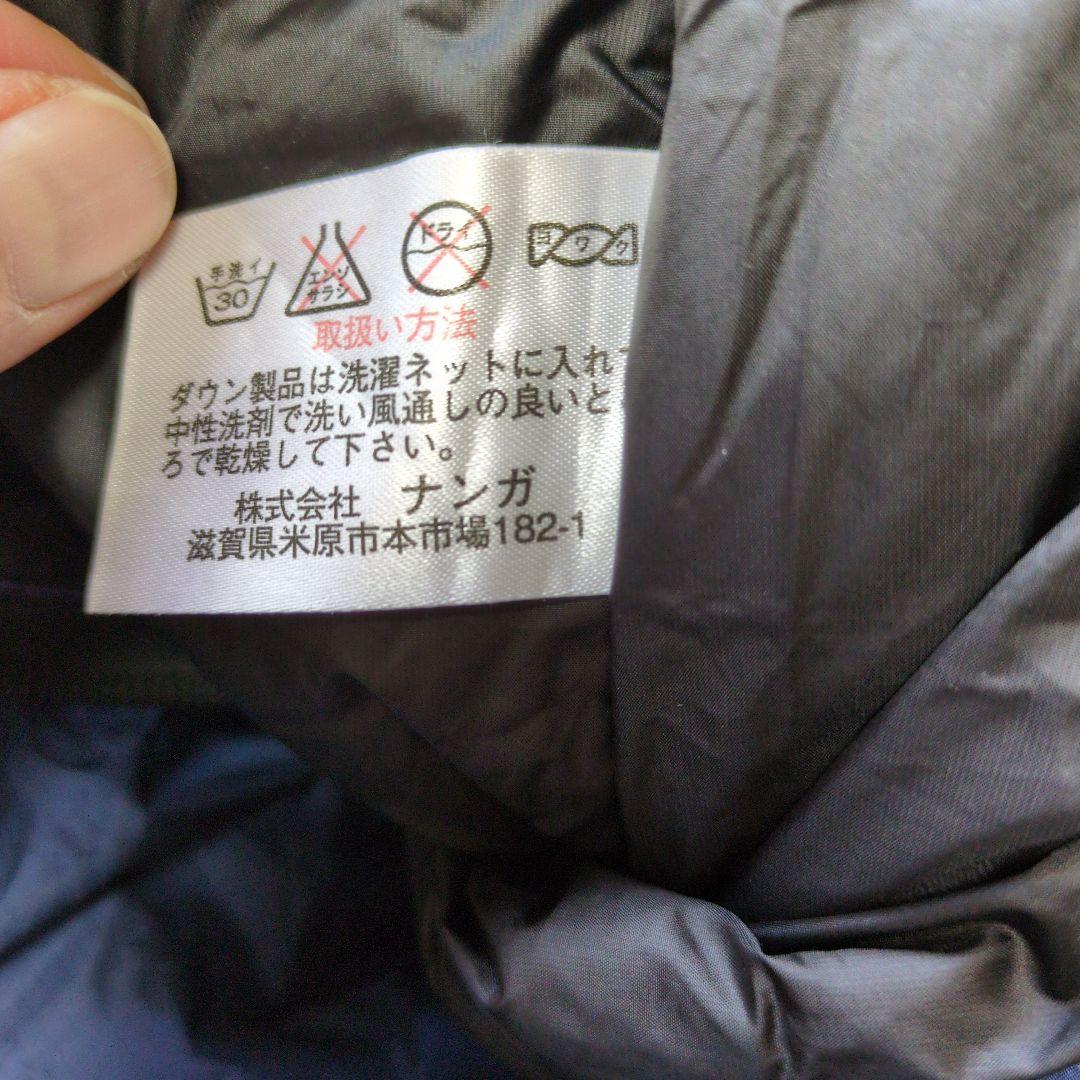 手洗イ
30
エンソ
サラシ
ドライ
ヨワク
取扱い方法
ダウン製品は洗濯ネットに入れて
中性洗剤で洗い風通しの良いと
ろで乾燥して下さい。
株式会社 ナンガ
滋賀県米原市本市場182-1